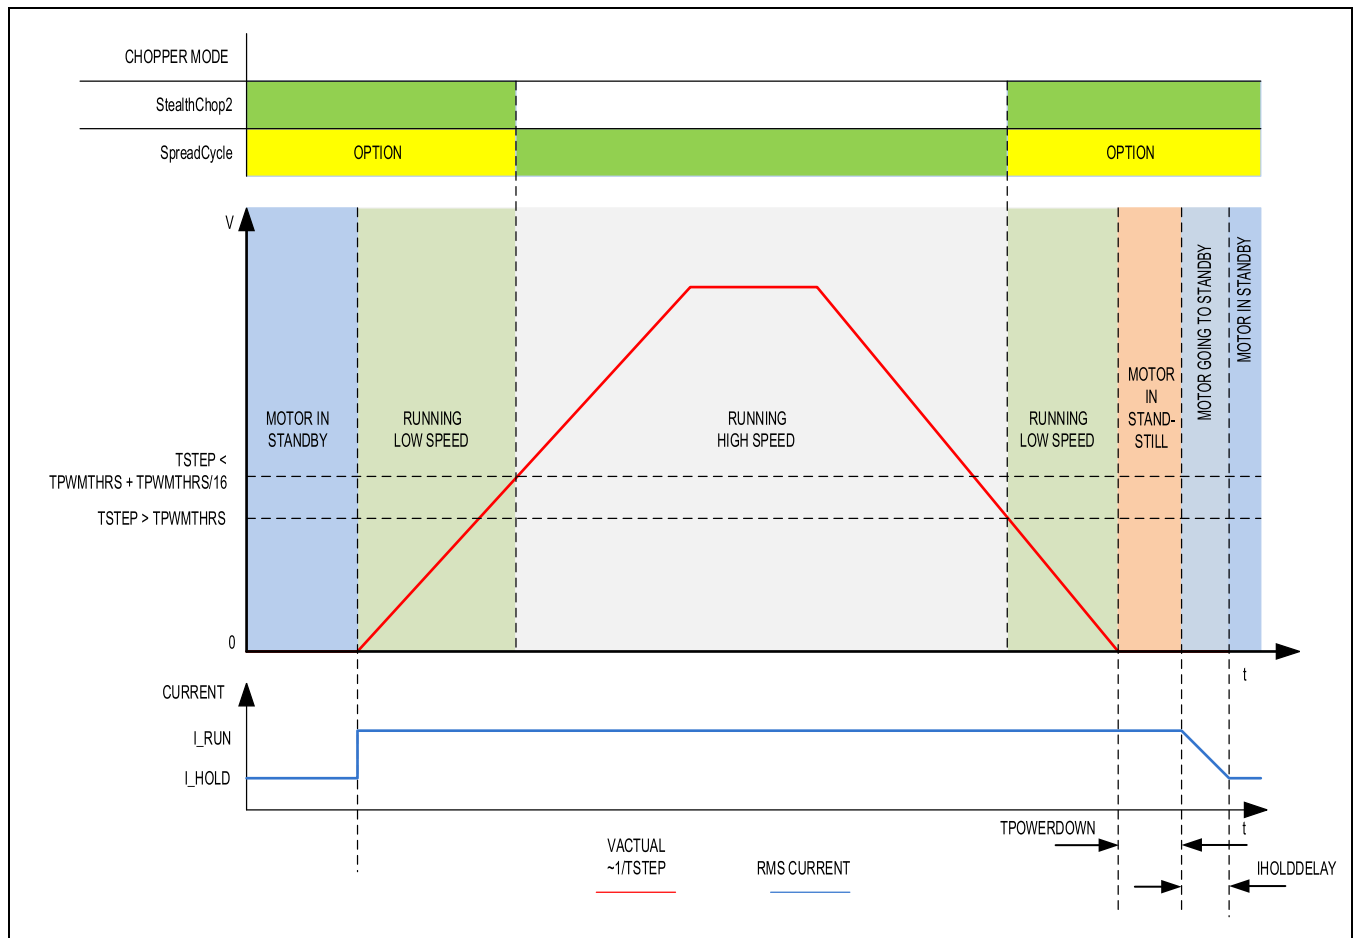 CHOPPER MODE
StealthChop2
SpreadCycle
OPTION
OPTION
V
MOTOR IN
STANDBY
RUNNING
LOW SPEED
RUNNING
HIGH SPEED
RUNNING
LOW SPEED
MOTOR
IN
STAND-
STILL
MOTOR GOING TO STANDBY
MOTOR IN STANDBY
TSTEP <
TPWMTHRS + TPWMTHRS/16
TSTEP > TPWMTHRS
0
t
CURRENT
I_RUN
I_HOLD
t
TPOWERDOWN
IHOLDDELAY
VACTUAL
~1/TSTEP
RMS CURRENT